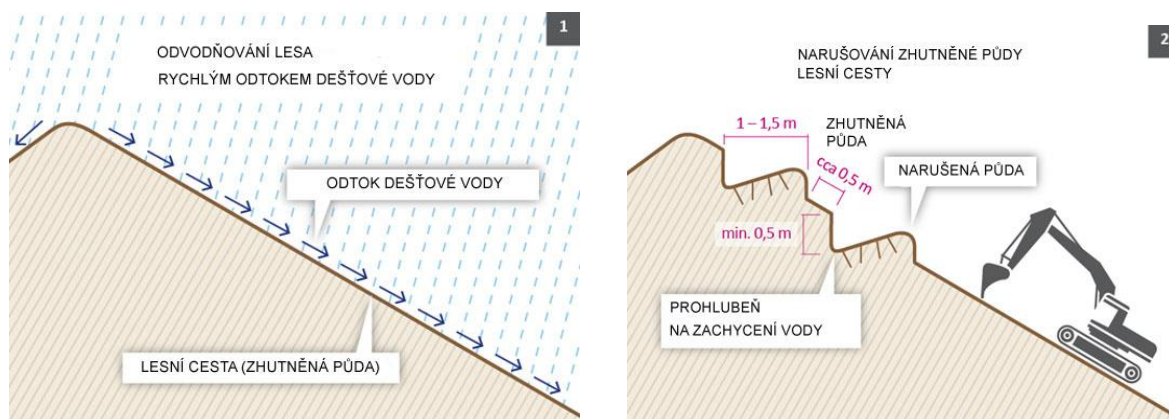 1
ODVODŇOVÁNÍ LESA
RYCHLÝM ODTOKEM DEŠŤOVÉ VODY
ODTOK DEŠŤOVÉ VODY
LESNÍ CESTA (ZHUTNĚNÁ PŮDA)
2
NARUŠOVÁNÍ ZHUTNĚNÉ PŮDY
LESNÍ CESTY
1 – 1,5 m
ZHUTNĚNÁ
PŮDA
cca 0,5 m
NARUŠENÁ PŮDA
min. 0,5 m
PROHLUBEŇ
NA ZACHYCENÍ VODY